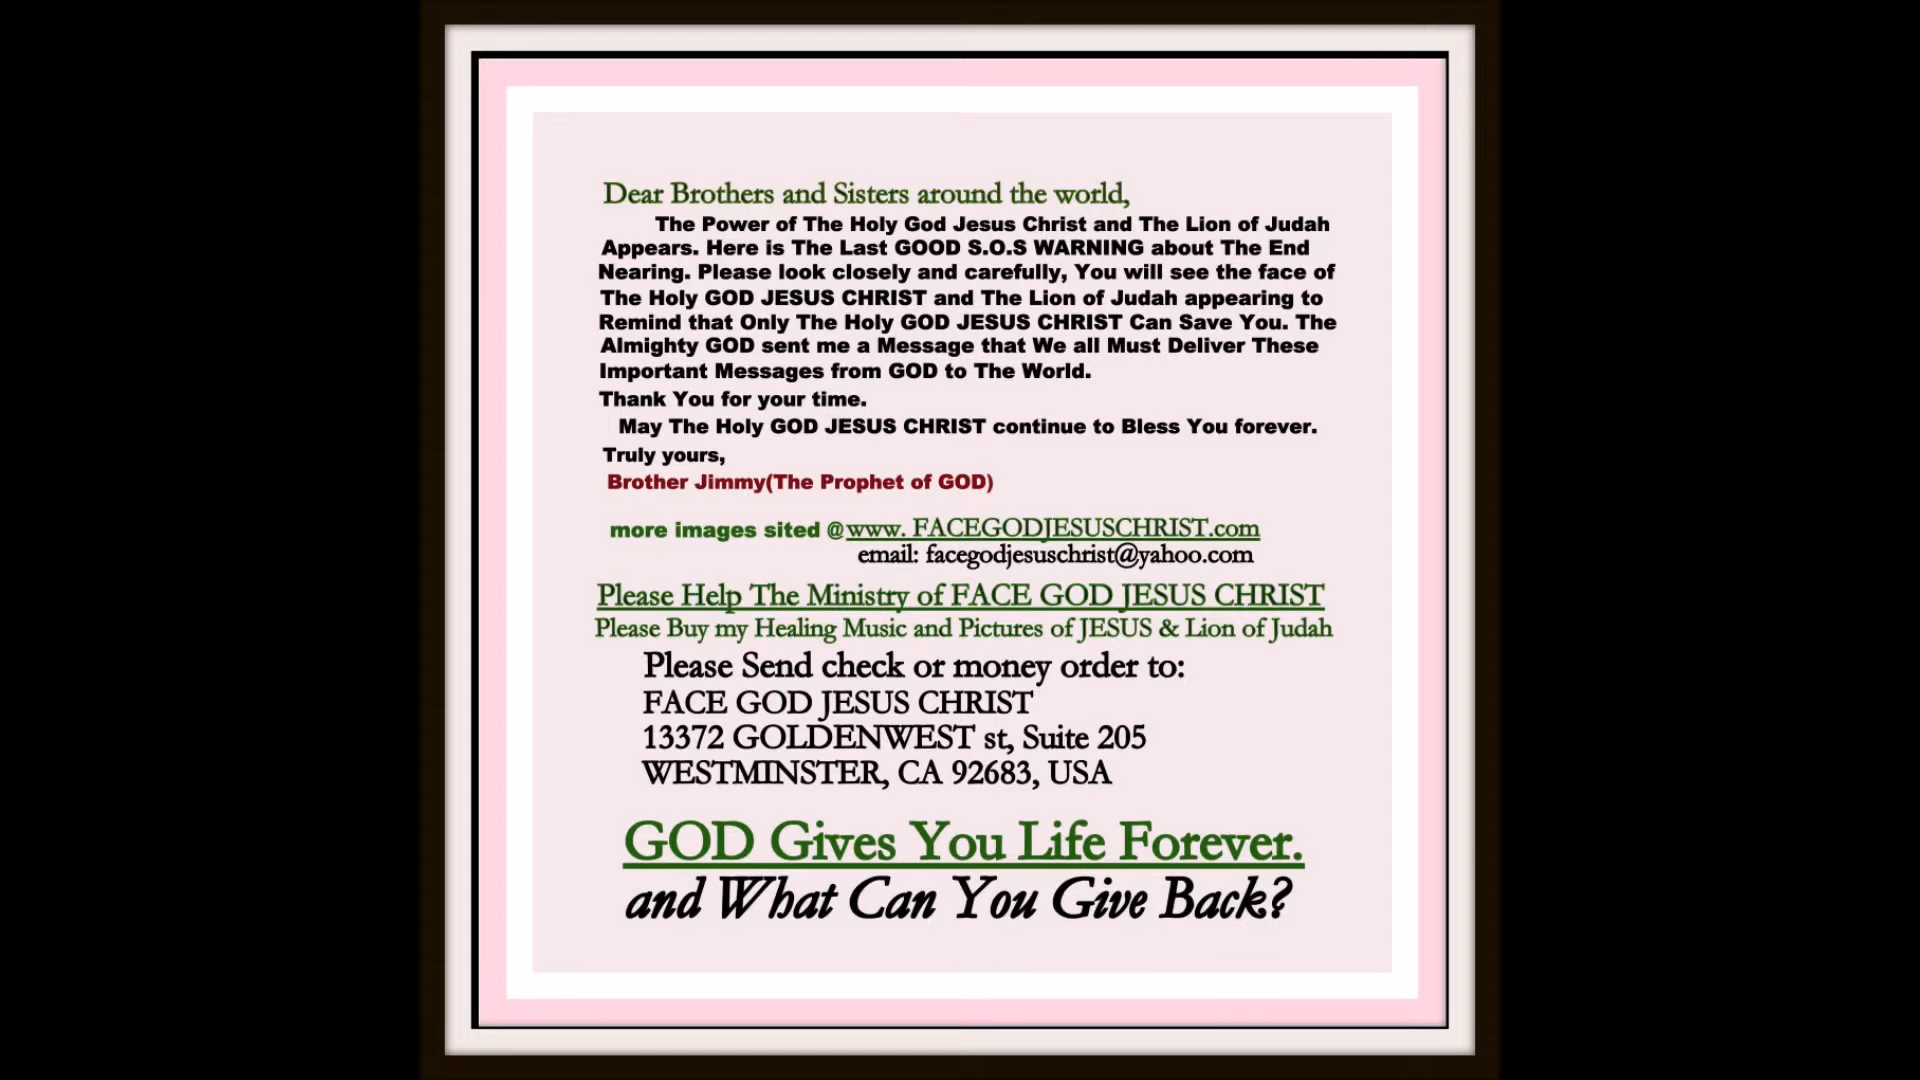 Dear Brothers and Sisters around the world,
The Power of The Holy God Jesus Christ and The Lion of Judah
Appears. Here is The Last GOOD S.O.S WARNING about The End
Nearing. Please look closely and carefully, You will see the face of
The Holy GOD JESUS CHRIST and The Lion of Judah appearing to
Remind that Only The Holy GOD JESUS CHRIST Can Save You. The
Almighty GOD sent me a Message that We all Must Deliver These
Important Messages from GOD to The World.
Thank You for your time.
May The Holy GOD JESUS CHRIST continue to Bless You forever.
Truly yours,
Brother Jimmy(The Prophet of GOD)
more images sited @www. FACEGODJESUSCHRIST.com
email: facegodjesuschrist@yahoo.com
Please Help The Ministry of FACE GOD JESUS CHRIST
Please Buy my Healing Music and Pictures of JESUS & Lion of Judah
Please Send check or money order to:
FACE GOD JESUS CHRIST
13372 GOLDENWEST st, Suite 205
WESTMINSTER, CA 92683, USA
GOD Gives You Life Forever.
and What Can You Give Back?